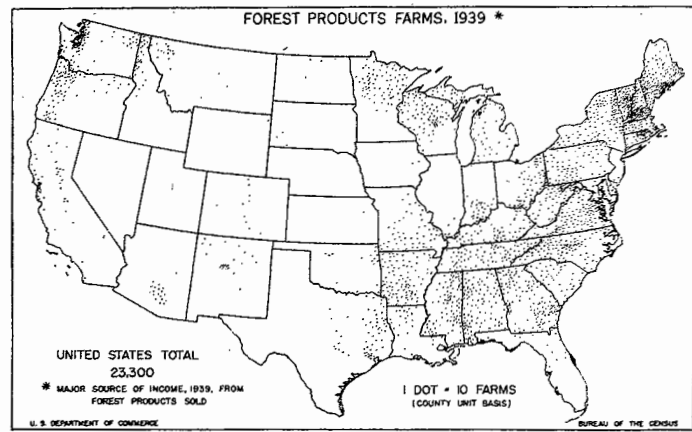 FOREST PRODUCTS FARMS, 1939 *
UNITED STATES TOTAL
23,300
* MAJOR SOURCE OF INCOME, 1939, FROM
FOREST PRODUCTS SOLD
1 DOT = 10 FARMS
(COUNTY UNIT BASIS)
U. S. DEPARTMENT OF COMMERCE
BUREAU OF THE CENSUS